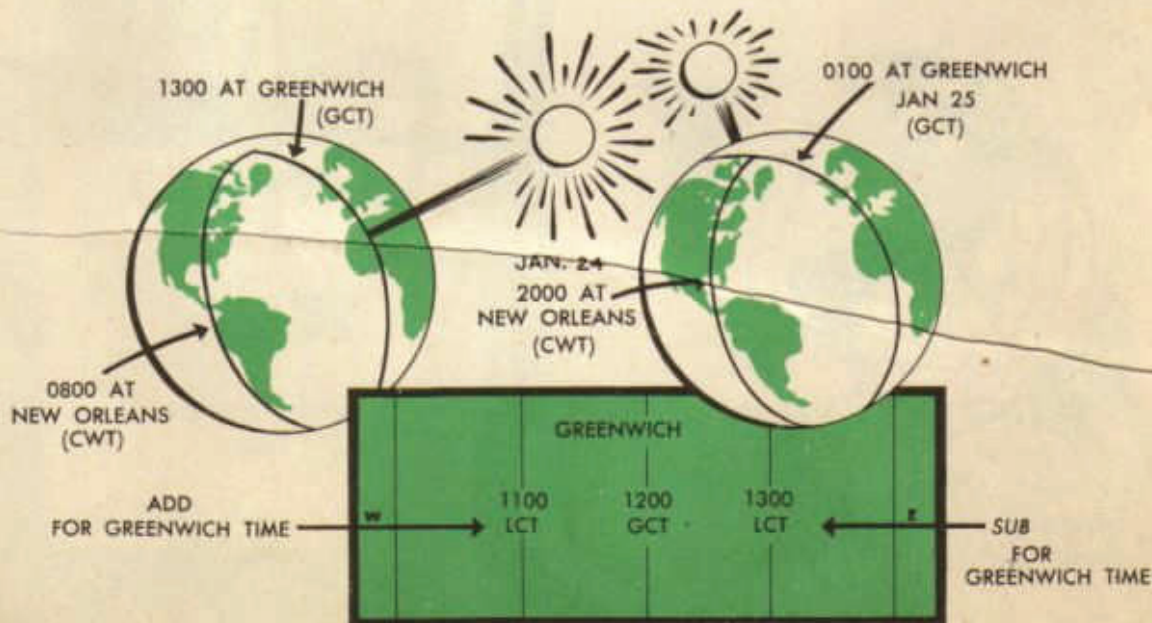 1300 AT GREENWICH
(GCT)
0100 AT GREENWICH
JAN 25
(GCT)
JAN. 24
2000 AT
NEW ORLEANS
(CWT)
0800 AT
NEW ORLEANS
(CWT)
GREENWICH
ADD
FOR GREENWICH TIME
W
1100
LCT
1200
GCT
1300
LCT
E
SUB
FOR
GREENWICH TIME